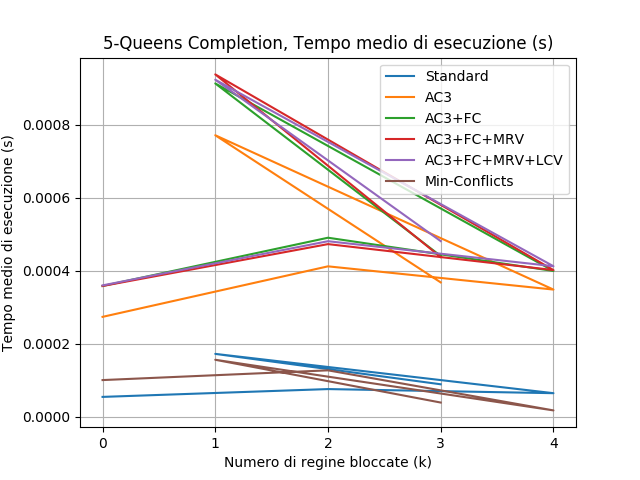 5-Queens Completion, Tempo medio di esecuzione (s)
Standard
AC3
AC3+FC
AC3+FC+MRV
AC3+FC+MRV+LCV
Min-Conflicts
0.0008
0.0006
0.0004
0.0002
0.0000
Tempo medio di esecuzione (s)
0 1 2 3 4
Numero di regine bloccate (k)